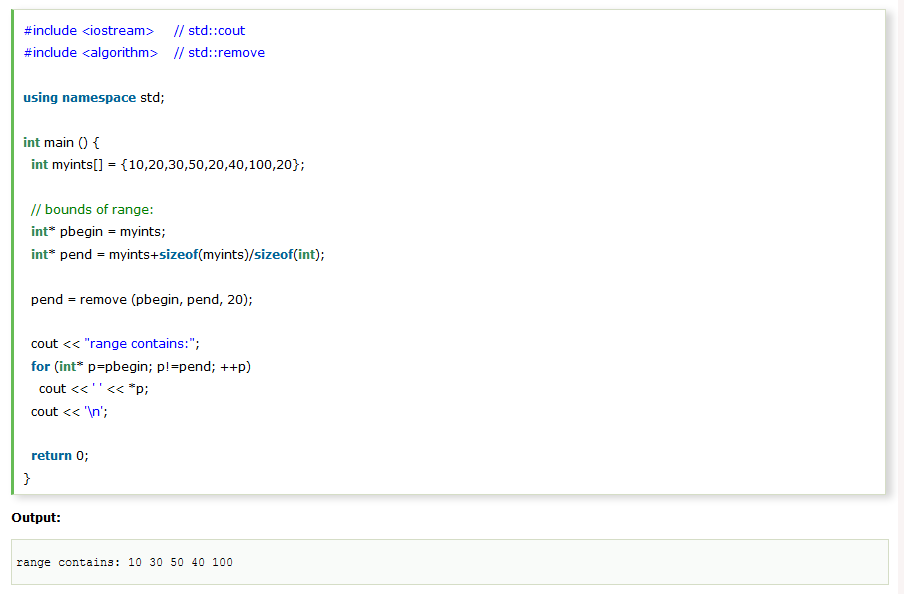 #include <iostream>     // std::cout
#include <algorithm>    // std::remove

using namespace std;

int main () {
  int myints[] = {10,20,30,50,20,40,100,20};

  // bounds of range:
  int* pbegin = myints;
  int* pend = myints+sizeof(myints)/sizeof(int);

  pend = remove (pbegin, pend, 20);

  cout << "range contains:";
  for (int* p=pbegin; p!=pend; ++p)
    cout << ' ' << *p;
  cout << '\n';

  return 0;
}
Output:
range contains: 10 30 50 40 100